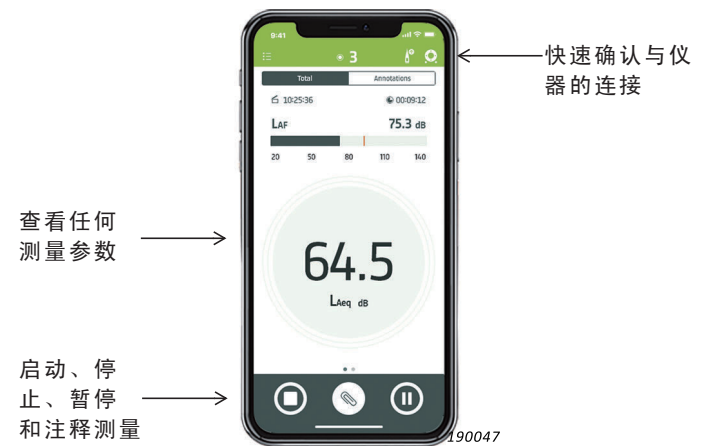 9:41
3
Total
Annotations
10:25:36
00:09:12
LAF
75.3 dB
20 50 80 110 140
64.5
LAeq dB
快速确认与仪
器的连接
查看任何
测量参数
启动、停
止、暂停
和注释测量
190047